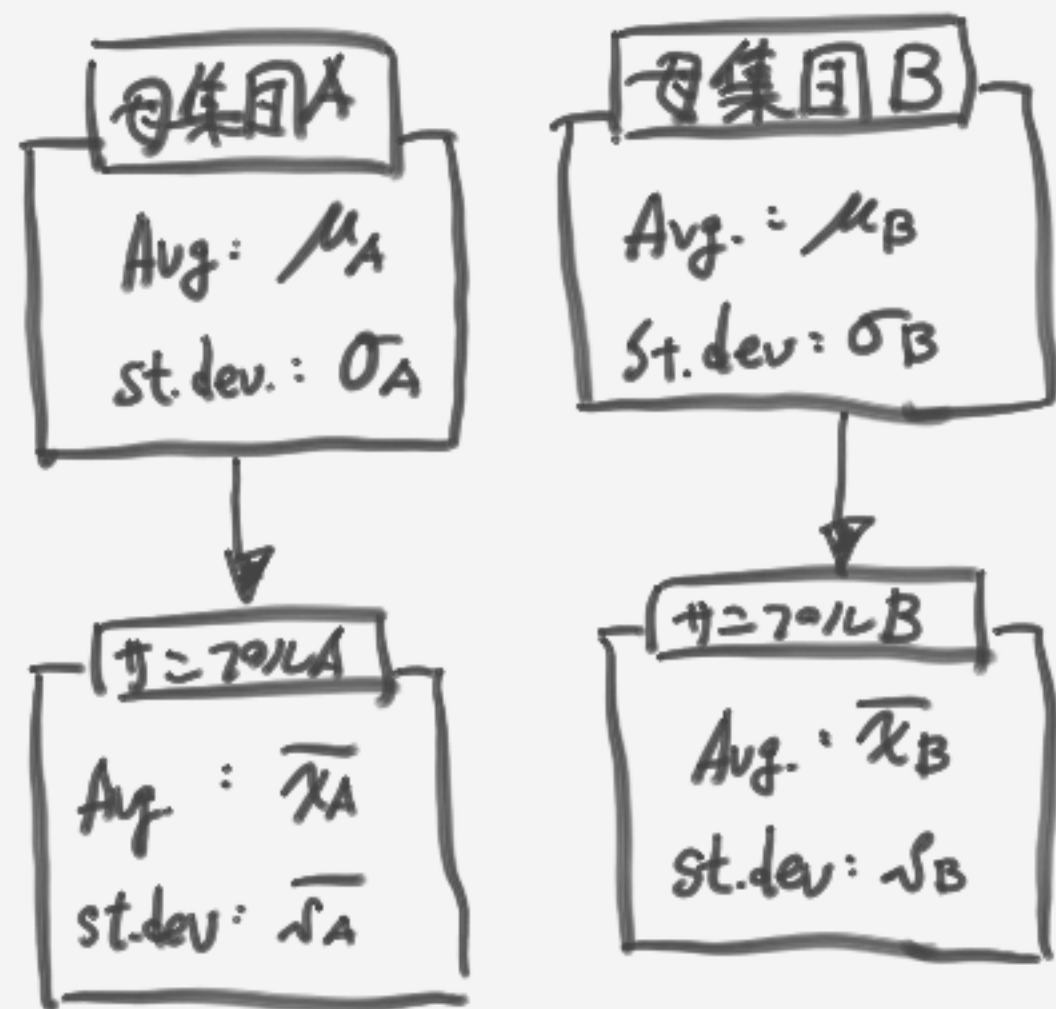 母集団A
Avg: μA
st.dev.: σA
母集団B
Avg.: μB
st.dev: σB
サンプルA
Avg.: x̅A̅
st.dev: s̅A̅
サンプルB
Avg.: x̅B
st.dev: sB